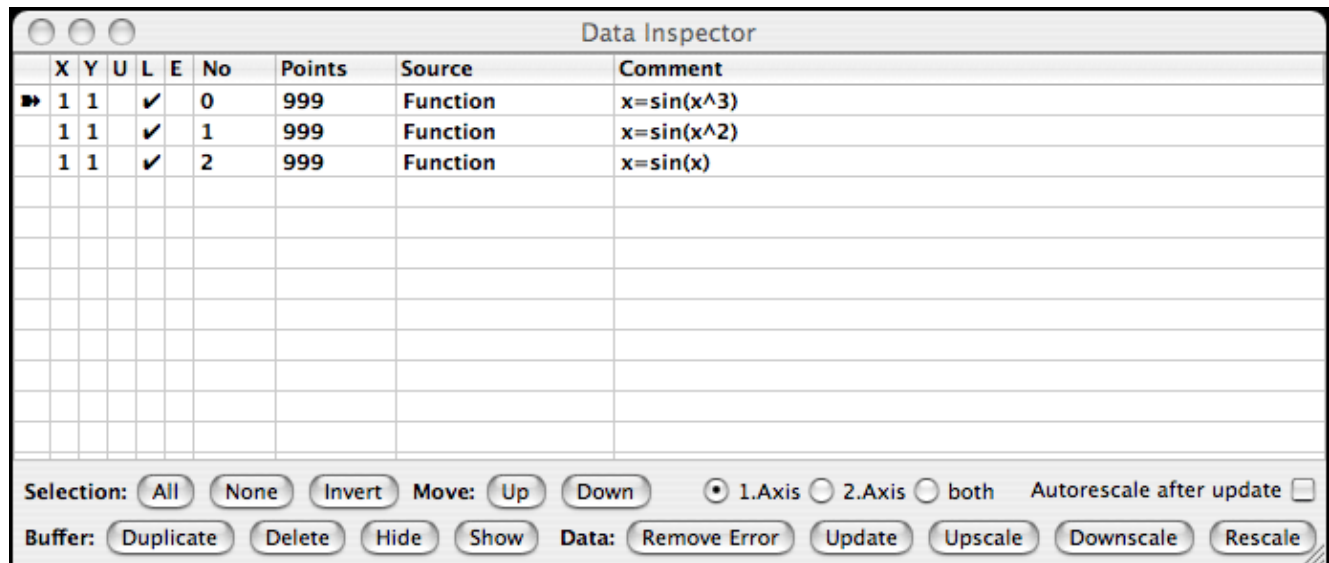 Data Inspector
X Y U L E No Points Source Comment
1 1 ✔ 0 999 Function x=sin(x^3)
1 1 ✔ 1 999 Function x=sin(x^2)
1 1 ✔ 2 999 Function x=sin(x)
Selection: All None Invert Move: Up Down 1.Axis 2.Axis both Autorescale after update
Buffer: Duplicate Delete Hide Show Data: Remove Error Update Upscale Downscale Rescale